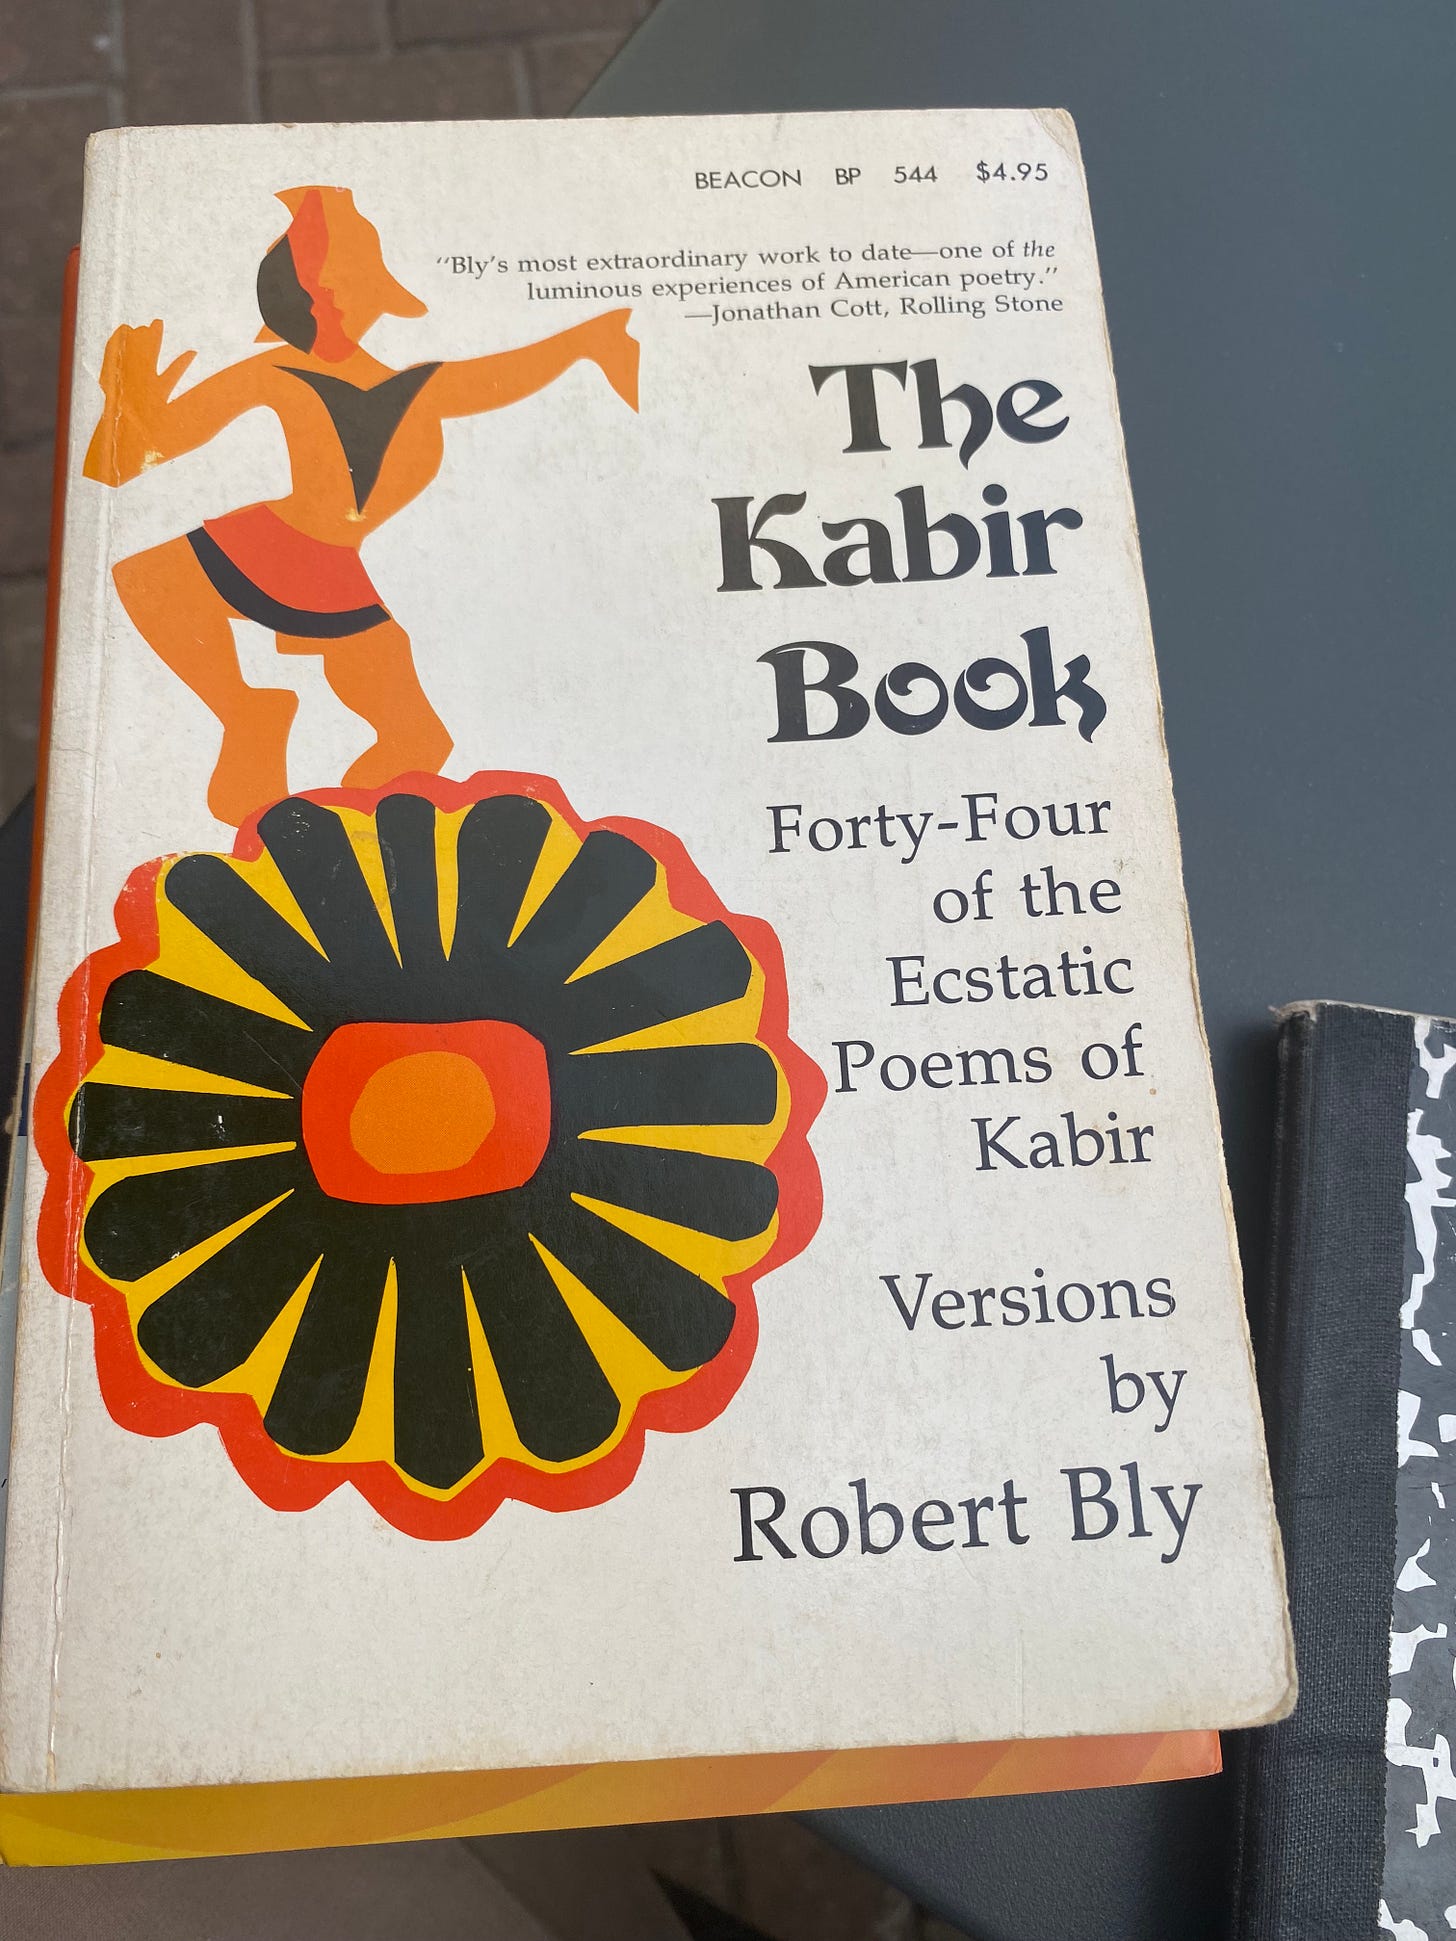 BEACON BP 544 $4.95
“Bly’s most extraordinary work to date—one of the
luminous experiences of American poetry.”
—Jonathan Cott, Rolling Stone
The
Kabir
Book
Forty-Four
of the
Ecstatic
Poems of
Kabir
Versions
by
Robert Bly